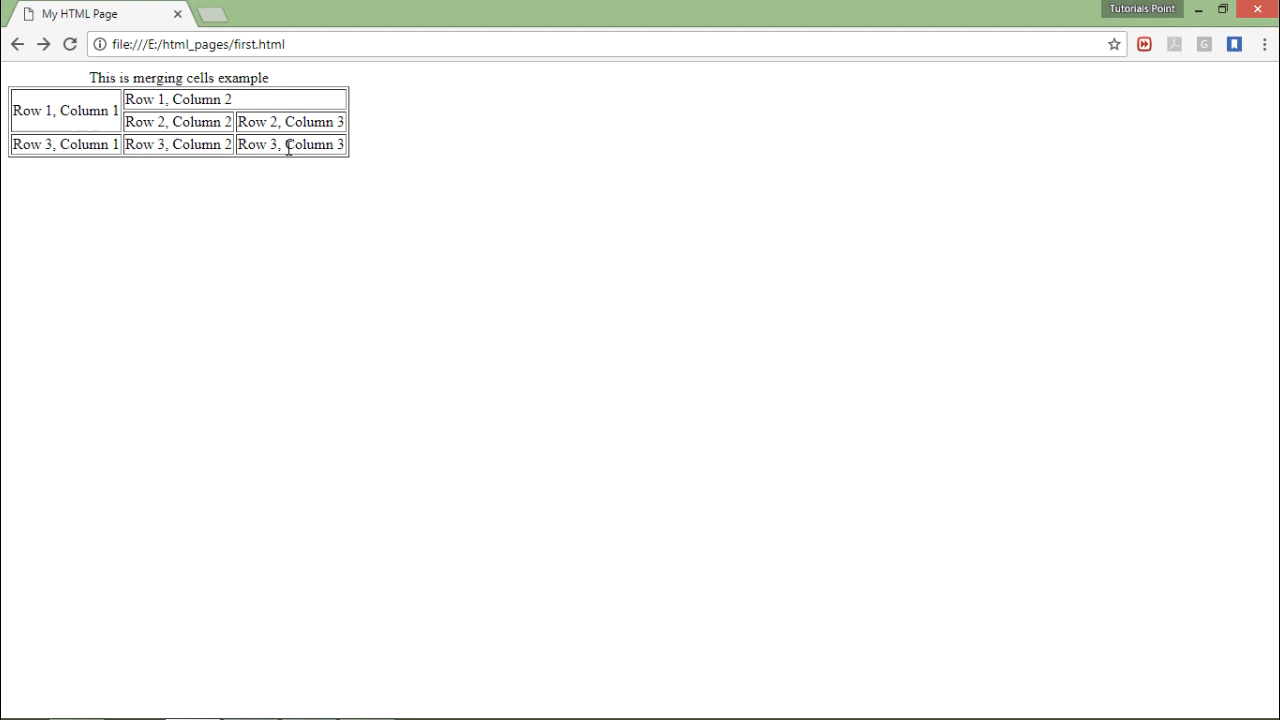 My HTML Page
Tutorials Point
file:///E:/html_pages/first.html
This is merging cells example
Row 1, Column 1
Row 1, Column 2
Row 2, Column 2 Row 2, Column 3
Row 3, Column 1 Row 3, Column 2 Row 3, Column 3